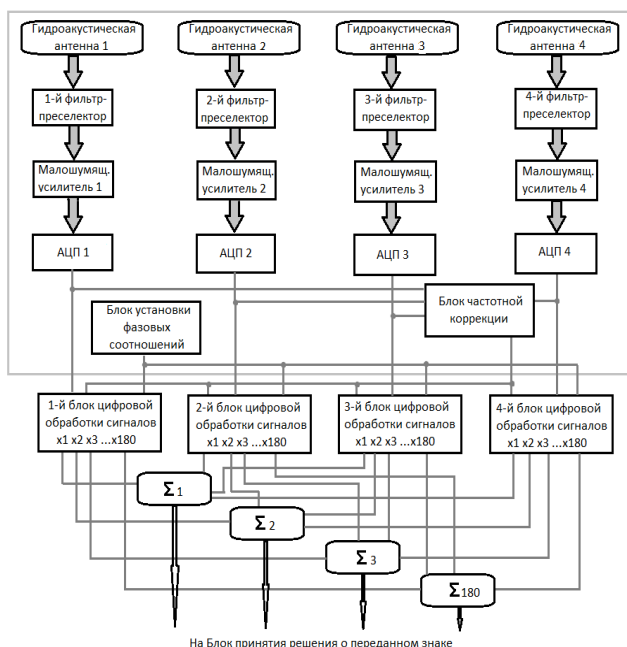 Гидроакустическая
антенна 1
Гидроакустическая
антенна 2
Гидроакустическая
антенна 3
Гидроакустическая
антенна 4
1-й фильтр-
преселектор
2-й фильтр-
преселектор
3-й фильтр-
преселектор
4-й фильтр-
преселектор
Малошумящ.
усилитель 1
Малошумящ.
усилитель 2
Малошумящ.
усилитель 3
Малошумящ.
усилитель 4
АЦП 1
АЦП 2
АЦП 3
АЦП 4
Блок установки
фазовых
соотношений
Блок частотной
коррекции
1-й блок цифровой
обработки сигналов
x1 x2 x3 ...x180
2-й блок цифровой
обработки сигналов
x1 x2 x3 ...x180
3-й блок цифровой
обработки сигналов
x1 x2 x3 ...x180
4-й блок цифровой
обработки сигналов
x1 x2 x3 ...x180
Σ 1
Σ 2
Σ 3
Σ 180
На Блок принятия решения о переданном знаке